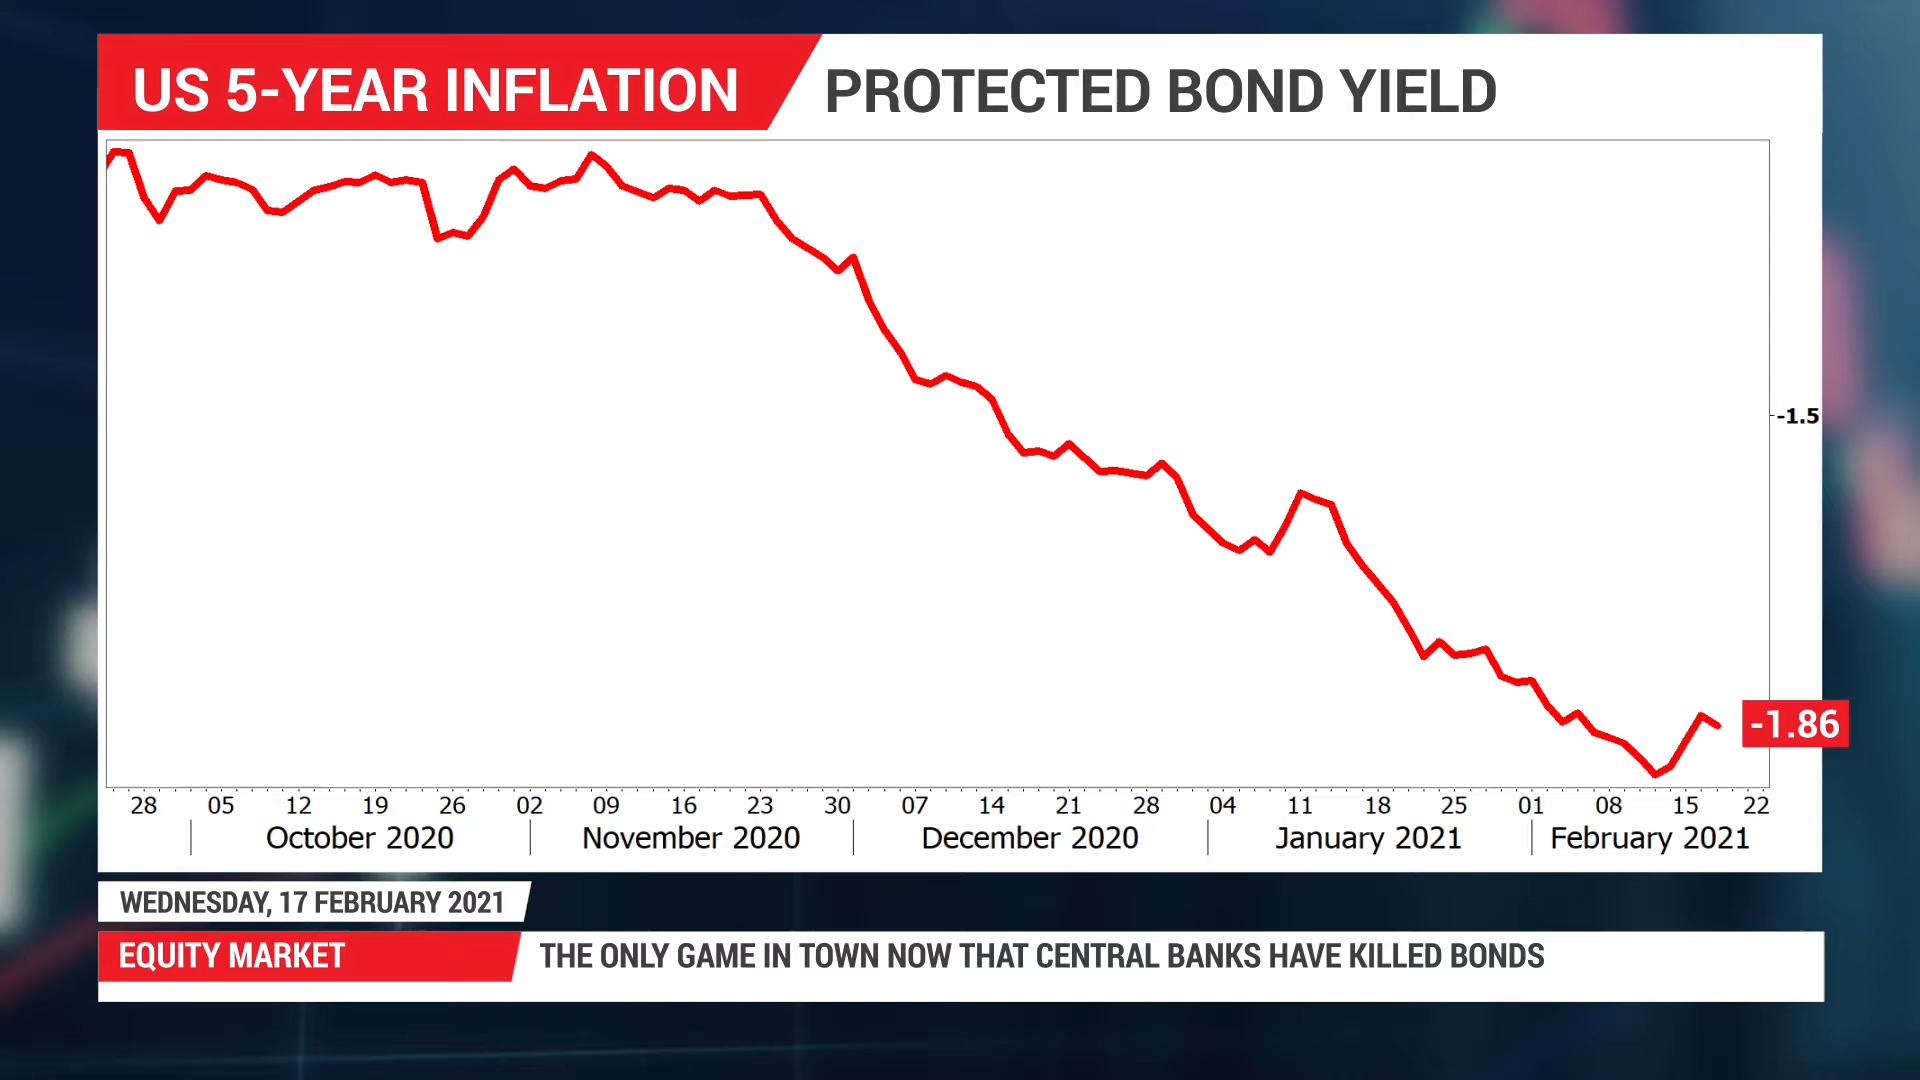 US 5-YEAR INFLATION PROTECTED BOND YIELD
-1.5
-1.86
28 05 12 19 26 02 09 16 23 30 07 14 21 28 04 11 18 25 01 08 15 22
October 2020 November 2020 December 2020 January 2021 February 2021
WEDNESDAY, 17 FEBRUARY 2021
EQUITY MARKET THE ONLY GAME IN TOWN NOW THAT CENTRAL BANKS HAVE KILLED BONDS